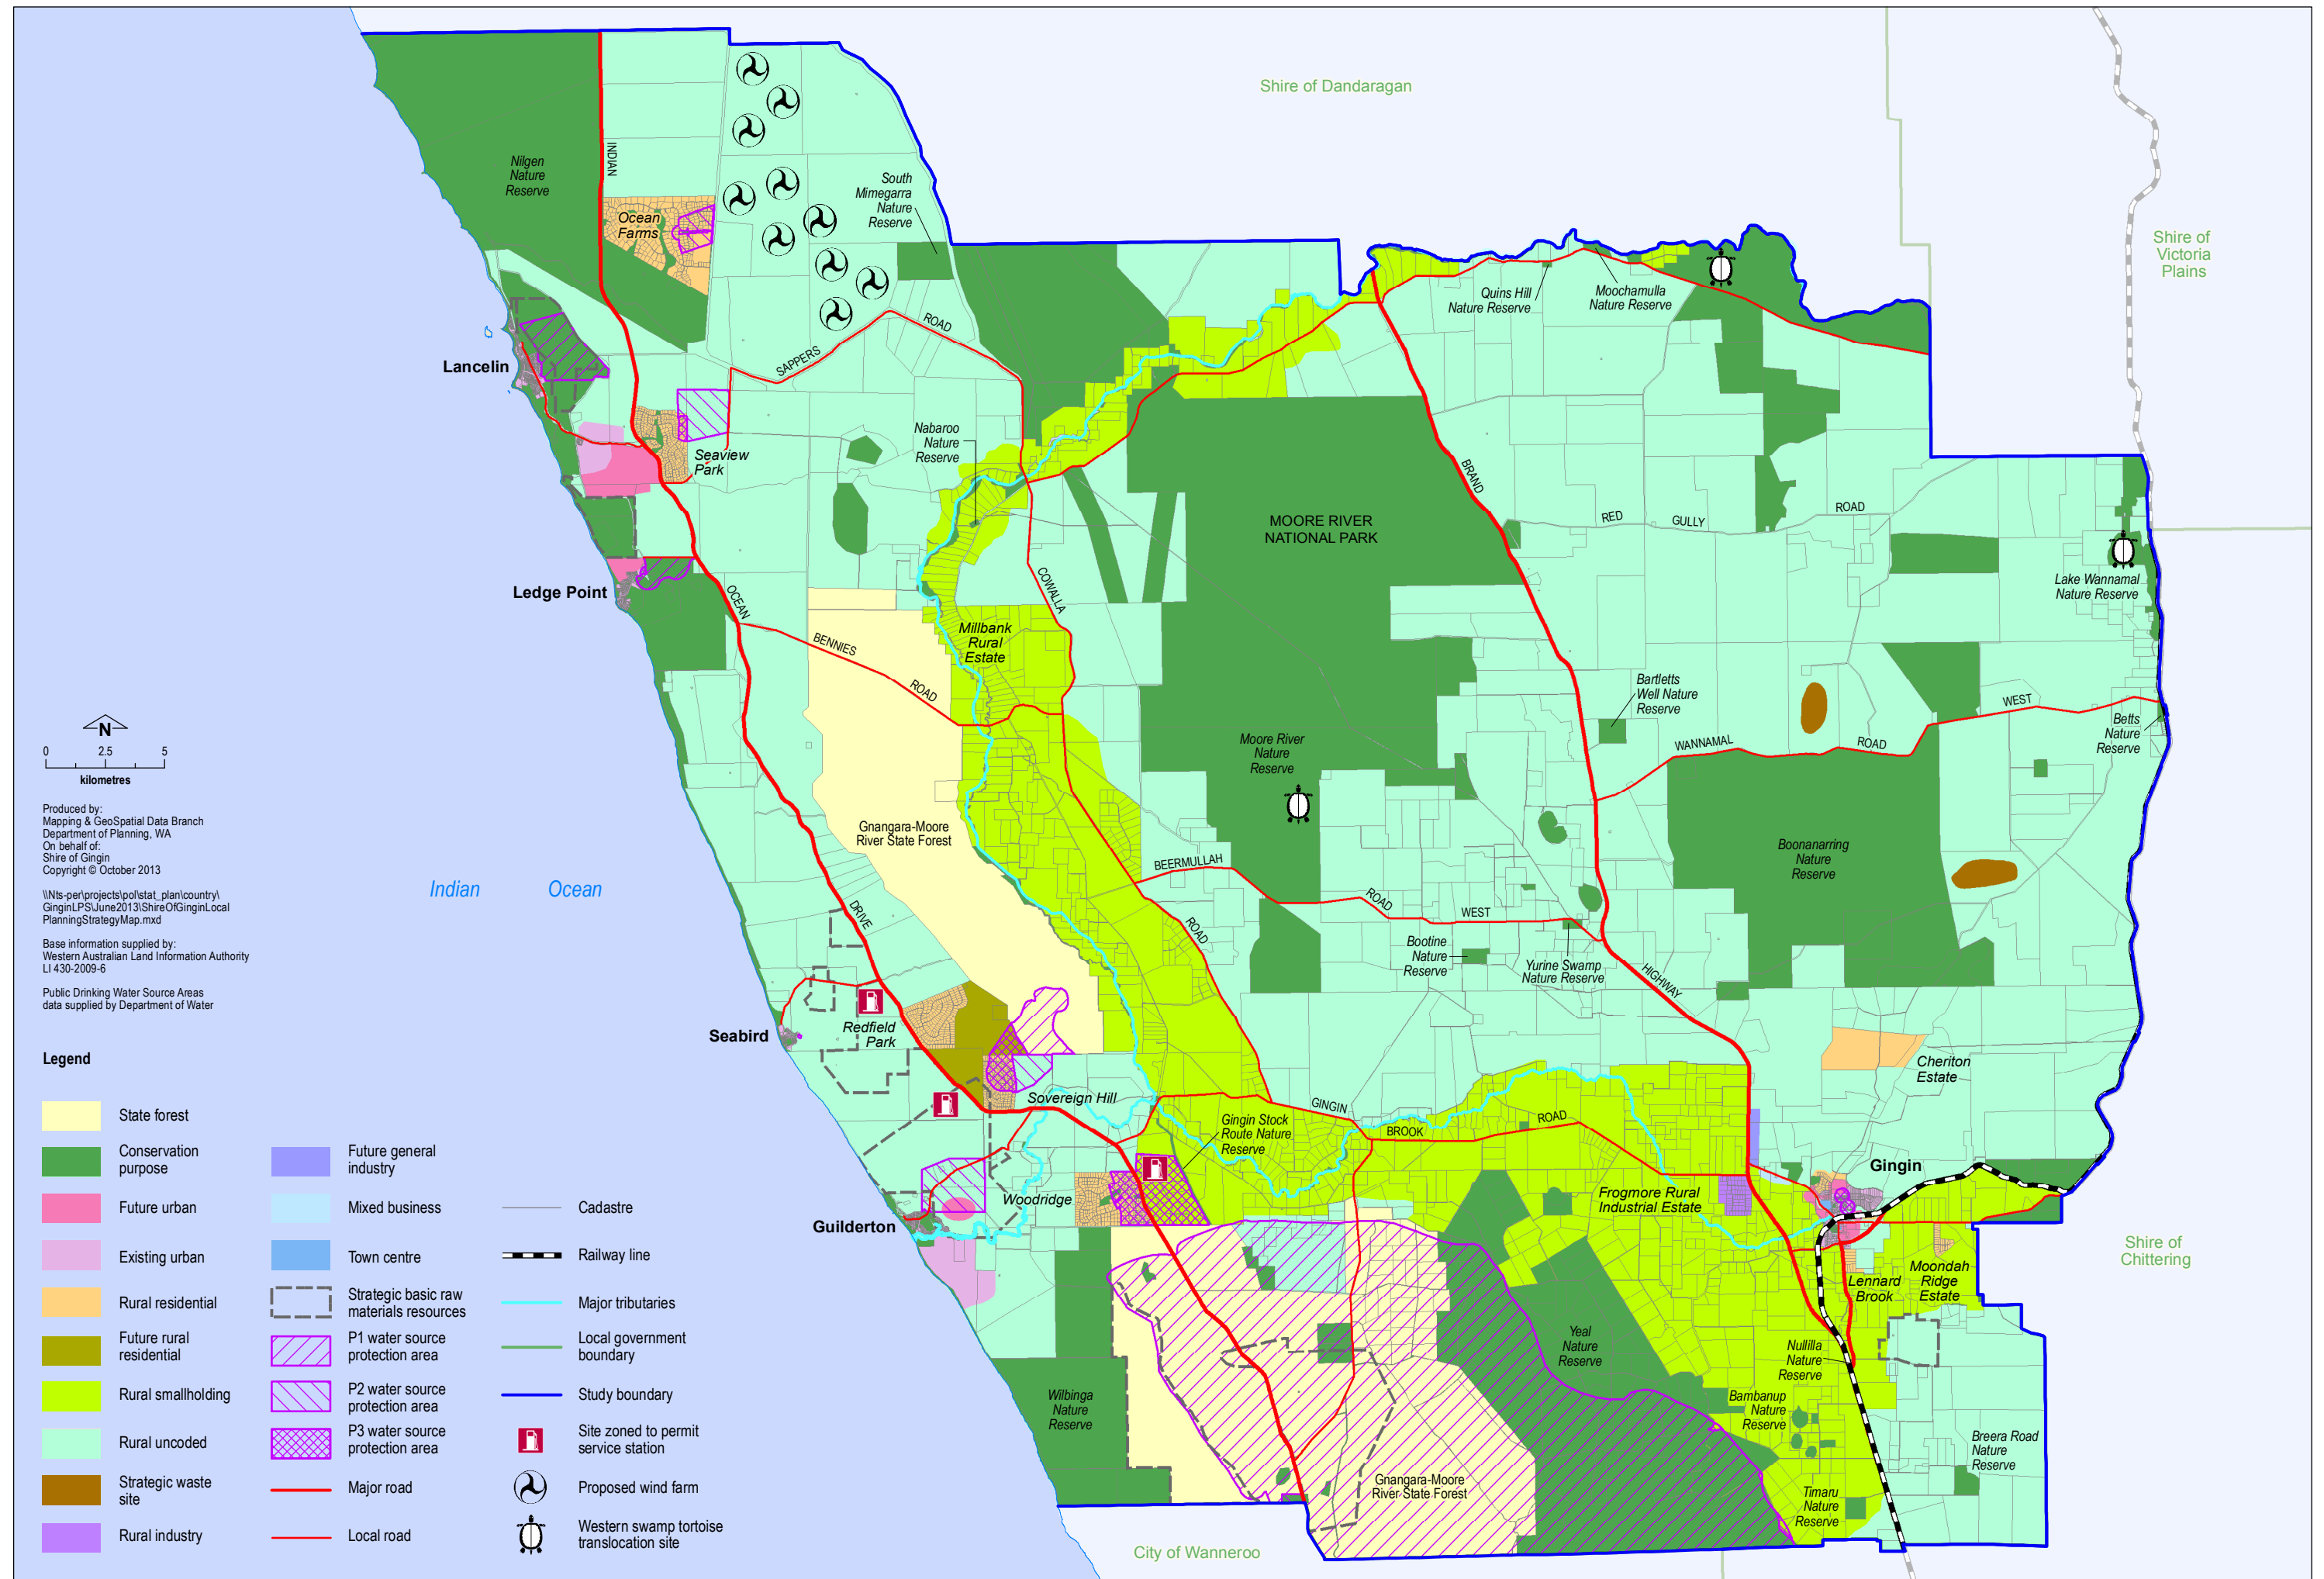 Shire of Dandaragan
INDIAN
Nilgen
Nature
Reserve
South
Mimegarra
Nature
Reserve
Ocean
Farms
Shire of
Victoria
Plains
Quins Hill
Nature Reserve
Moochamulla
Nature Reserve
ROAD
SAPPERS
Lancelin
Nabaroo
Nature
Reserve
Seaview
Park
BRAND
MOORE RIVER
NATIONAL PARK
RED
GULLY
ROAD
Lake Wannamal
Nature Reserve
Ledge Point
OCEAN
COWALLA
BENNIES
ROAD
Millbank
Rural
Estate
Bartletts
Well Nature
Reserve
WEST
Betts
Nature
Reserve
WANNAMAL
ROAD
Moore River
Nature
Reserve
N
0
2.5
5
kilometres
Produced by:
Mapping & GeoSpatial Data Branch
Department of Planning, WA
On behalf of:
Shire of Gingin
Copyright © October 2013
\\Nts-per\projects\pol\stat_plan\country\
GinginLPS\June2013\ShireOfGinginLocal
PlanningStrategyMap.mxd
Base information supplied by:
Western Australian Land Information Authority
LI 430-2009-6
Public Drinking Water Source Areas
data supplied by Department of Water
Gnangara-Moore
River State Forest
Boonanarring
Nature
Reserve
BEERMULLAH
ROAD
WEST
Indian Ocean
DRIVE
ROAD
Bootine
Nature
Reserve
Yurine Swamp
Nature Reserve
HIGHWAY
Seabird
Redfield
Park
Cheriton
Estate
Sovereign Hill
GINGIN
BROOK
ROAD
Gingin Stock
Route Nature
Reserve
Gingin
Woodridge
Frogmore Rural
Industrial Estate
Guilderton
Shire of
Chittering
Lennard
Brook
Moondah
Ridge
Estate
Yeal
Nature
Reserve
Nullilla
Nature
Reserve
Wilbinga
Nature
Reserve
Bambanup
Nature
Reserve
Breera Road
Nature
Reserve
Gnangara-Moore
River State Forest
Timaru
Nature
Reserve
City of Wanneroo
Legend
State forest
Conservation
purpose
Future urban
Existing urban
Rural residential
Future rural
residential
Rural smallholding
Rural uncoded
Strategic waste
site
Rural industry
Future general
industry
Mixed business
Town centre
Strategic basic raw
materials resources
P1 water source
protection area
P2 water source
protection area
P3 water source
protection area
Major road
Local road
Cadastre
Railway line
Major tributaries
Local government
boundary
Study boundary
Site zoned to permit
service station
Proposed wind farm
Western swamp tortoise
translocation site